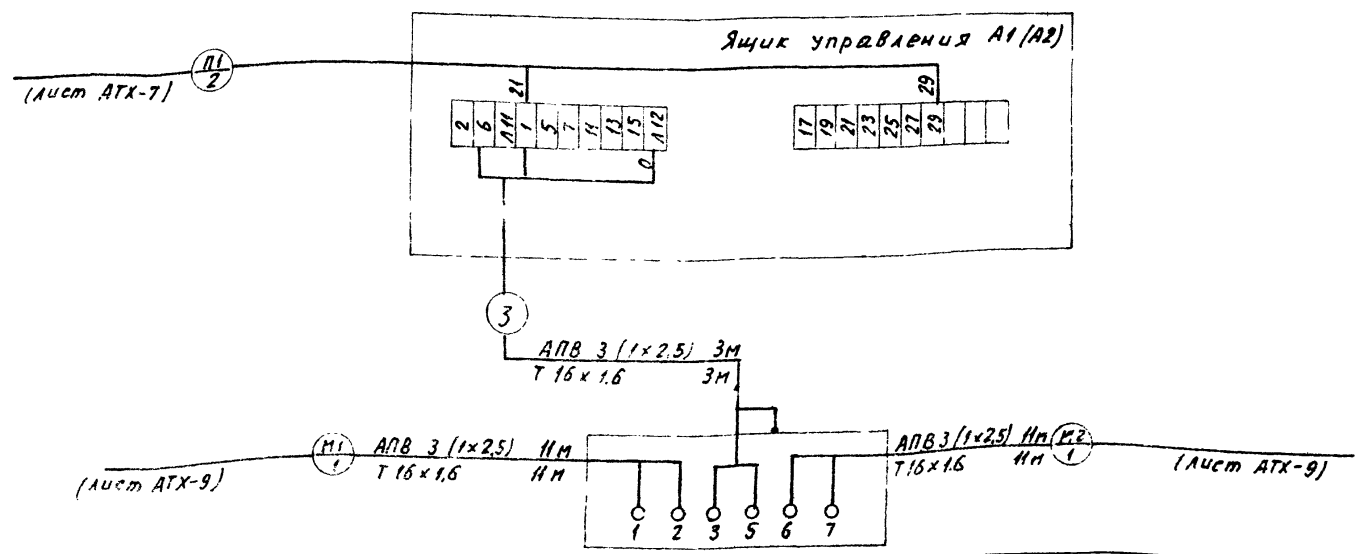 Ящик управления А1 (А2)
П1
2
(лист АТХ-7)
21
29
2 6 Л11 1 5 7 11 13 15 Л12
17 19 21 23 25 27 29
0
3
АПВ 3 (1×2,5) 3м
Т 16×1.6 3м
М1
1
АПВ 3 (1×2,5) 11м
Т 16×1,6 11м
(лист АТХ-9)
АПВ 3 (1×2,5) 11м
Т 16×1.6 11м
М2
1
(лист АТХ-9)
1 2 3 5 6 7